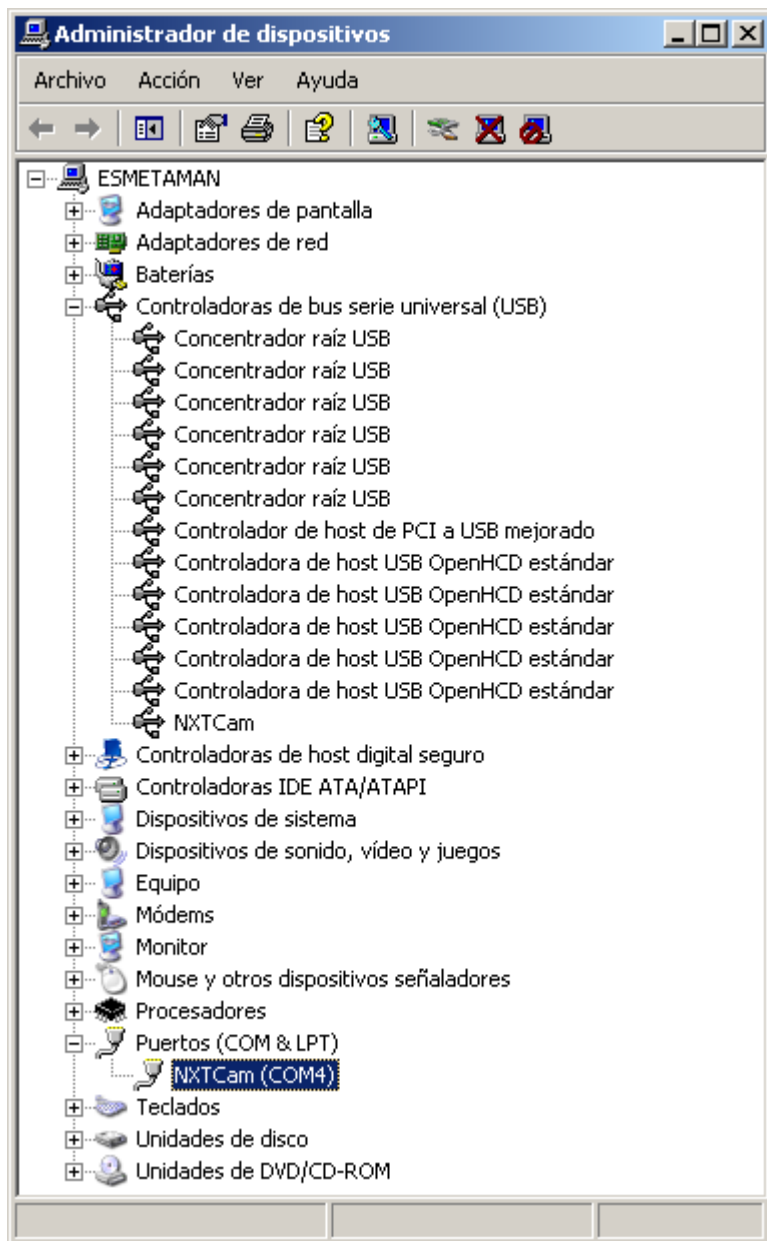 Administrador de dispositivos
Archivo Acción Ver Ayuda
ESMETAMAN
Adaptadores de pantalla
Adaptadores de red
Baterías
Controladoras de bus serie universal (USB)
Concentrador raíz USB
Concentrador raíz USB
Concentrador raíz USB
Concentrador raíz USB
Concentrador raíz USB
Concentrador raíz USB
Controlador de host de PCI a USB mejorado
Controladora de host USB OpenHCD estándar
Controladora de host USB OpenHCD estándar
Controladora de host USB OpenHCD estándar
Controladora de host USB OpenHCD estándar
Controladora de host USB OpenHCD estándar
NXTCam
Controladoras de host digital seguro
Controladoras IDE ATA/ATAPI
Dispositivos de sistema
Dispositivos de sonido, vídeo y juegos
Equipo
Módems
Monitor
Mouse y otros dispositivos señaladores
Procesadores
Puertos (COM & LPT)
NXTCam (COM4)
Teclados
Unidades de disco
Unidades de DVD/CD-ROM